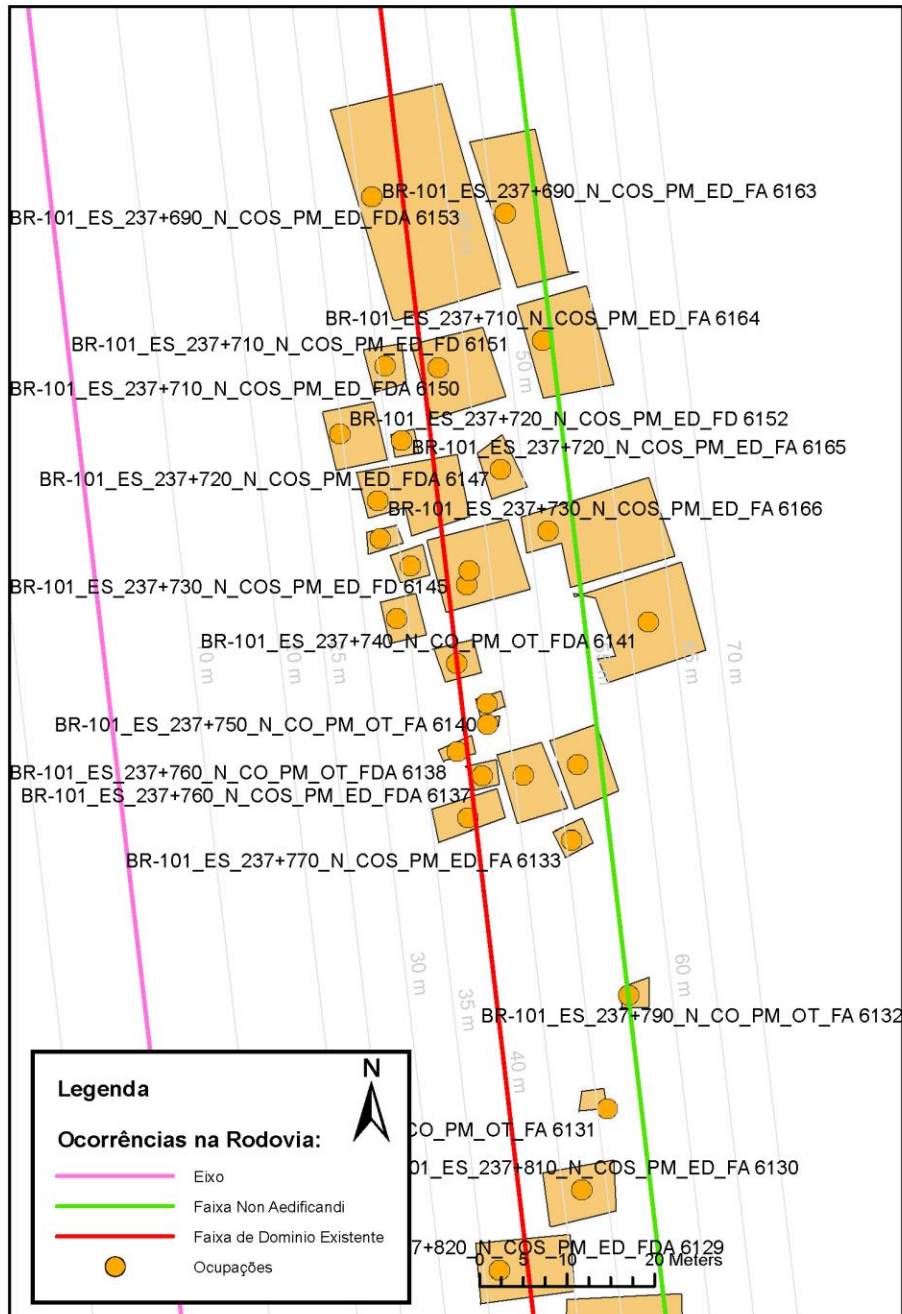 BR-101_ES_237+690_N_COS_PM_ED_FA 6163
BR-101_ES_237+690_N_COS_PM_ED_FDA 6153
BR-101_ES_237+710_N_COS_PM_ED_FA 6164
BR-101_ES_237+710_N_COS_PM_ED_FD 6151
50 m
BR-101_ES_237+710_N_COS_PM_ED_FDA 6150
BR-101_ES_237+720_N_COS_PM_ED_FD 6152
BR-101_ES_237+720_N_COS_PM_ED_FA 6165
BR-101_ES_237+720_N_COS_PM_ED_FDA 6147
BR-101_ES_237+730_N_COS_PM_ED_FA 6166
BR-101_ES_237+730_N_COS_PM_ED_FD 6145
BR-101_ES_237+740_N_CO_PM_OT_FDA 6141
10 m
70 m
BR-101_ES_237+750_N_CO_PM_OT_FA 6140
BR-101_ES_237+760_N_CO_PM_OT_FDA 6138
BR-101_ES_237+760_N_COS_PM_ED_FDA 6137
BR-101_ES_237+770_N_COS_PM_ED_FA 6133
30 m
60 m
35 m
BR-101_ES_237+790_N_CO_PM_OT_FA 6132
40 m
CO_PM_OT_FA 6131
01_ES_237+810_N_COS_PM_ED_FA 6130
7+820_N_COS_PM_ED_FDA 6129
0 5 10 20 Meters
Legenda
N
Ocorrências na Rodovia:
Eixo
Faixa Non Aedificandi
Faixa de Dominio Existente
Ocupações